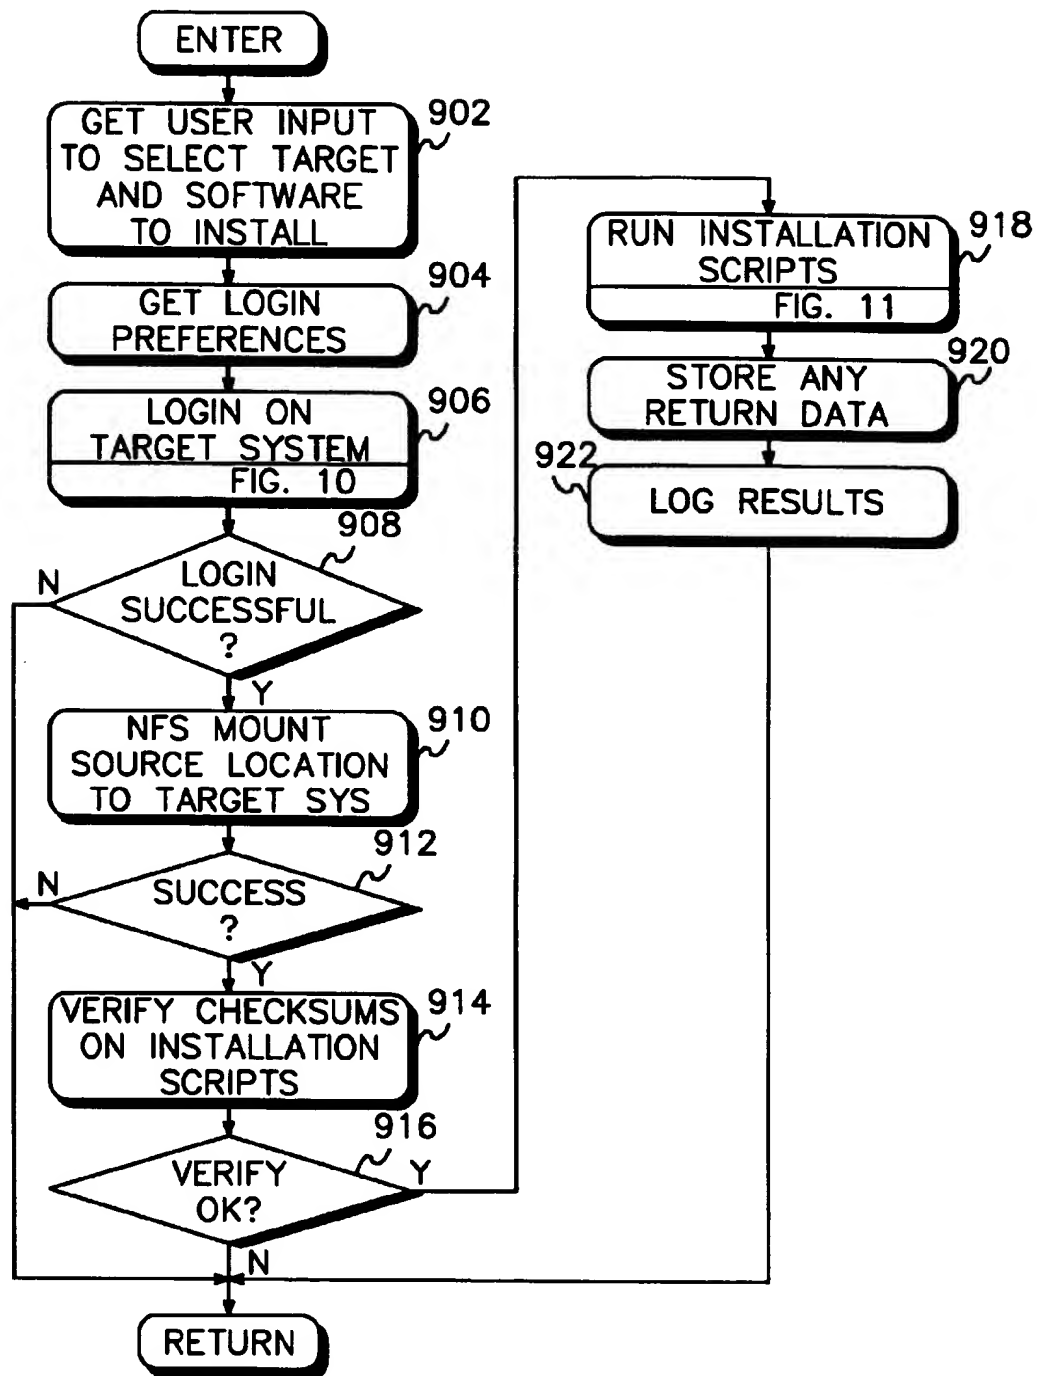 ENTER
GET USER INPUT
TO SELECT TARGET
AND SOFTWARE
TO INSTALL
902
GET LOGIN
PREFERENCES
904
LOGIN ON
TARGET SYSTEM
FIG. 10
906
908
LOGIN
SUCCESSFUL
?
N
Y
NFS MOUNT
SOURCE LOCATION
TO TARGET SYS
910
912
SUCCESS
?
N
Y
VERIFY CHECKSUMS
ON INSTALLATION
SCRIPTS
914
916
VERIFY
OK?
Y
N
RETURN
RUN INSTALLATION
SCRIPTS
FIG. 11
918
STORE ANY
RETURN DATA
920
922
LOG RESULTS